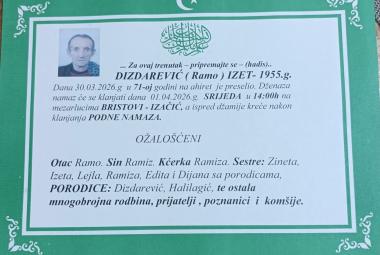 ... Za ovaj trenutak – pripremajte se – (hadis)..
DIZDAREVIĆ ( Ramo ) IZET- 1955.g.
Dana 30.03.2026.g u 71-oj godini na ahiret je preselio. Dženaza
namaz će se klanjati dana 01.04.2026g. SRIJEDA u 14:00h na
mezarlucima BRISTOVI - IZAČIĆ, a ispred džamije kreće nakon
klanjanja PODNE NAMAZA.
OŽALOŠĆENI
Otac Ramo. Sin Ramiz. Kćerka Ramiza. Sestre: Zineta,
Izeta, Lejla, Ramiza, Edita i Dijana sa porodicama,
PORODICE: Dizdarević, Halilagić, te ostala
mnogobrojna rodbina, prijatelji , poznanici i komšije.